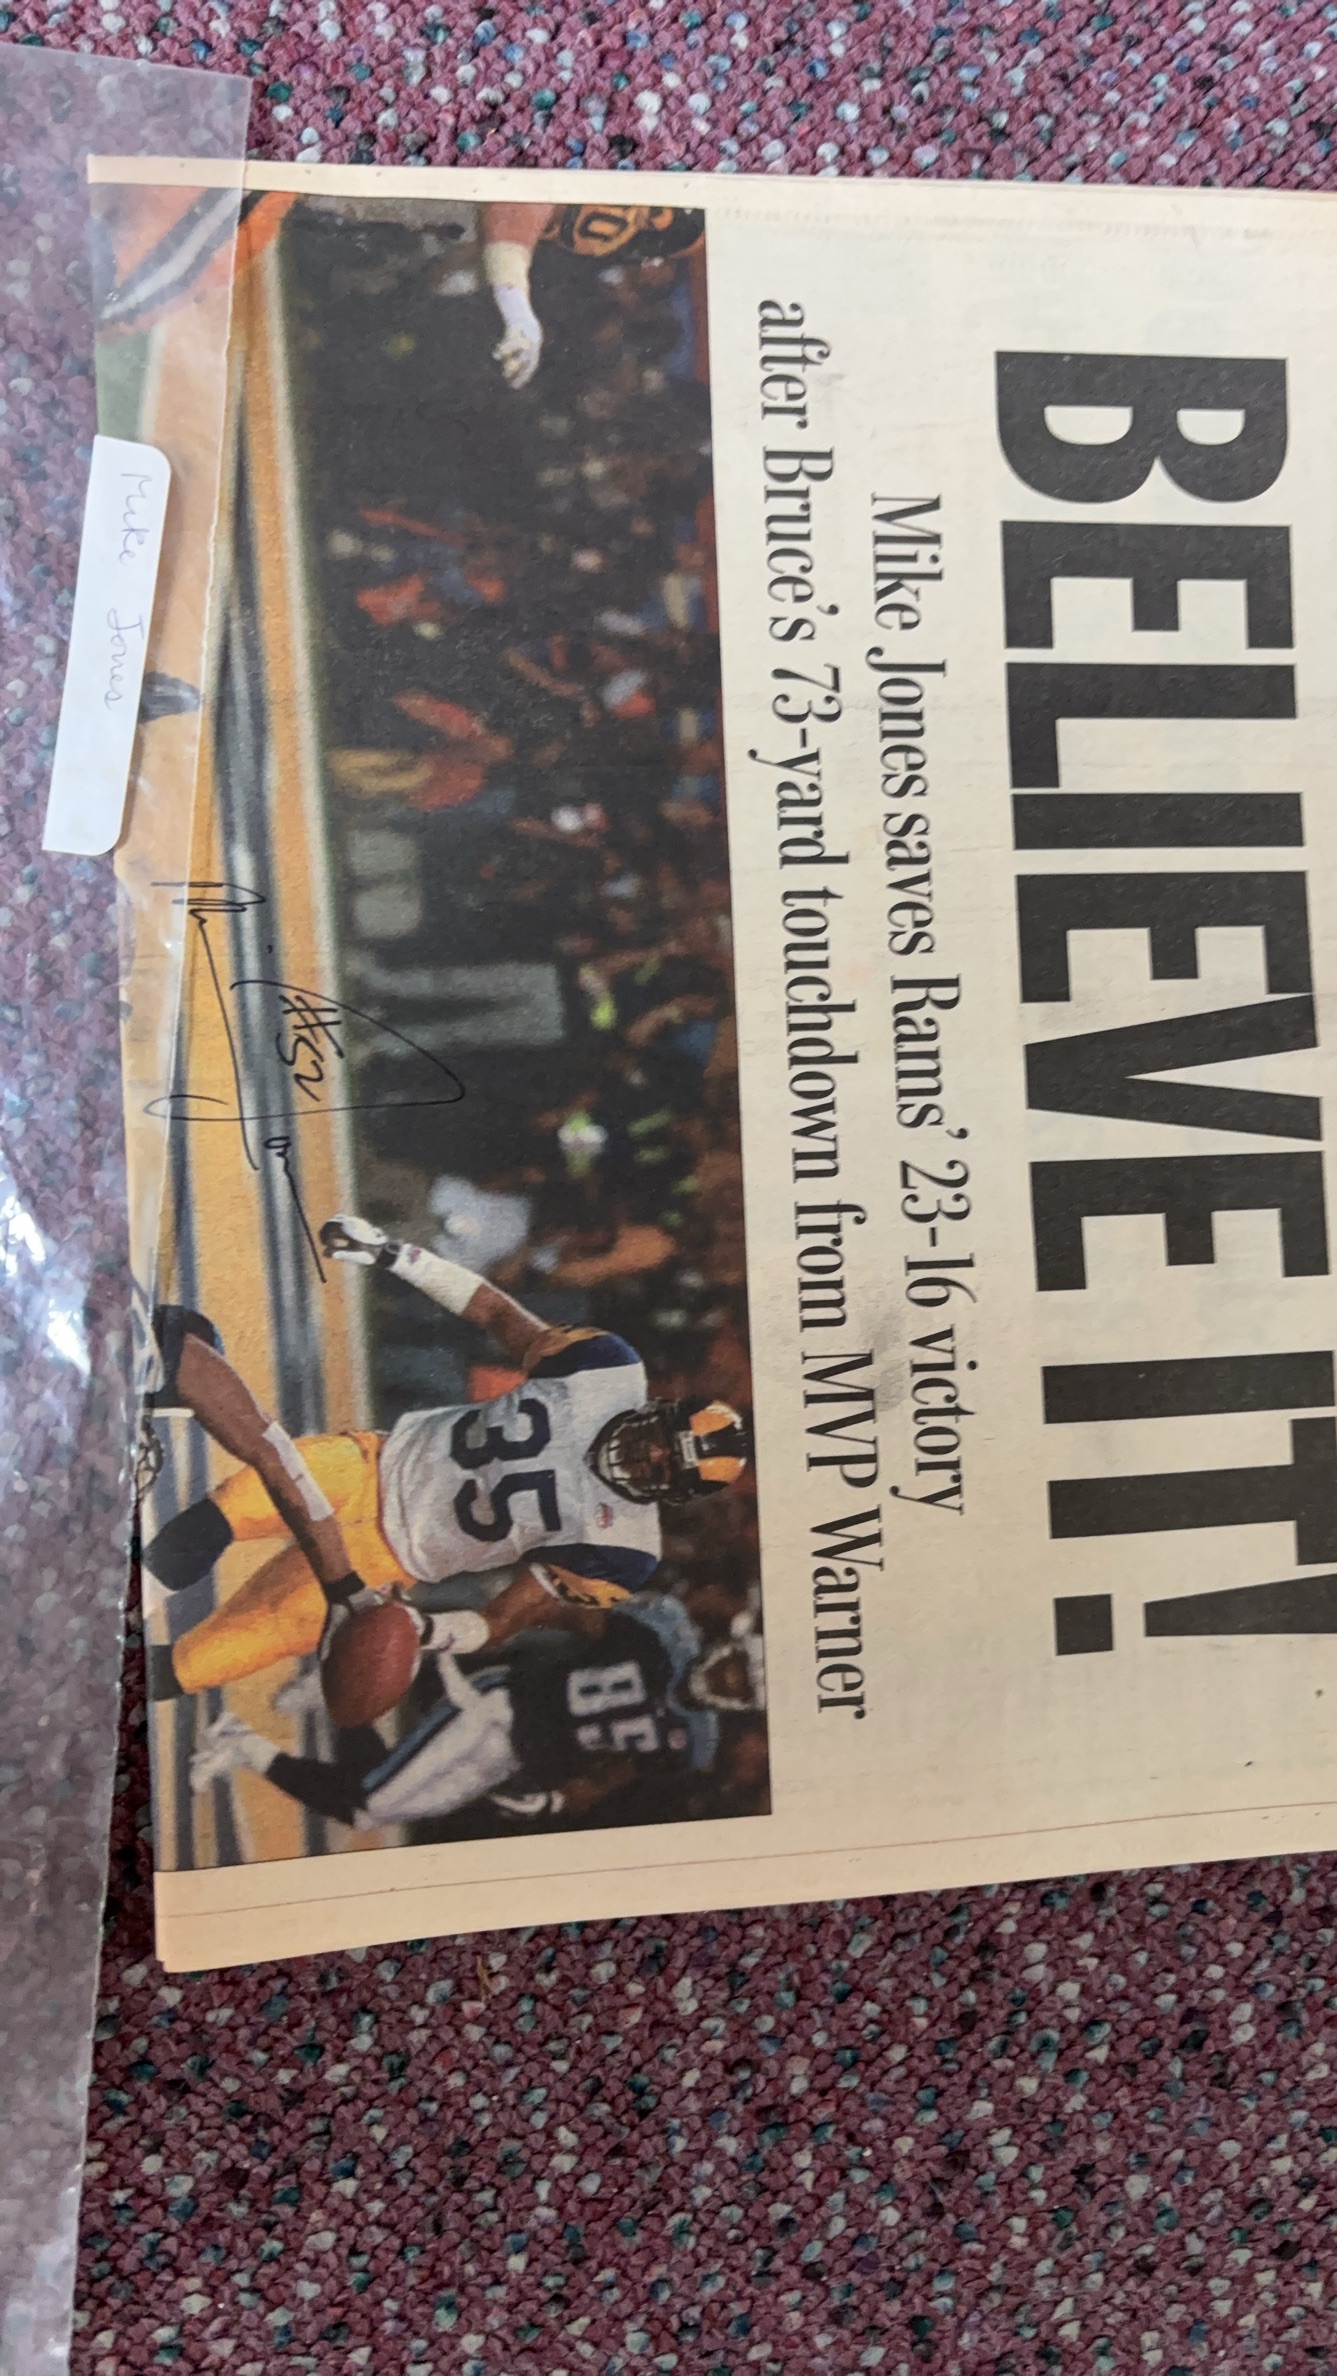 BELIEVE IT!
Mike Jones saves Rams' 23-16 victory
after Bruce's 73-yard touchdown from MVP Warner
35
85
#52
Mike Jones